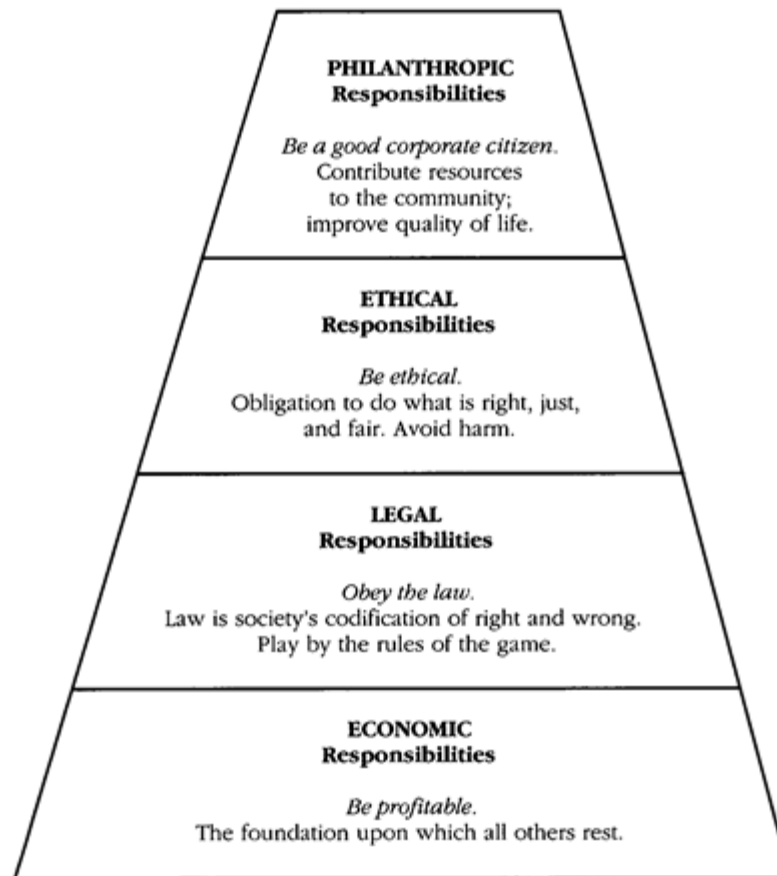 PHILANTHROPIC
Responsibilities
Be a good corporate citizen.
Contribute resources
to the community;
improve quality of life.
ETHICAL
Responsibilities
Be ethical.
Obligation to do what is right, just,
and fair. Avoid harm.
LEGAL
Responsibilities
Obey the law.
Law is society's codification of right and wrong.
Play by the rules of the game.
ECONOMIC
Responsibilities
Be profitable.
The foundation upon which all others rest.